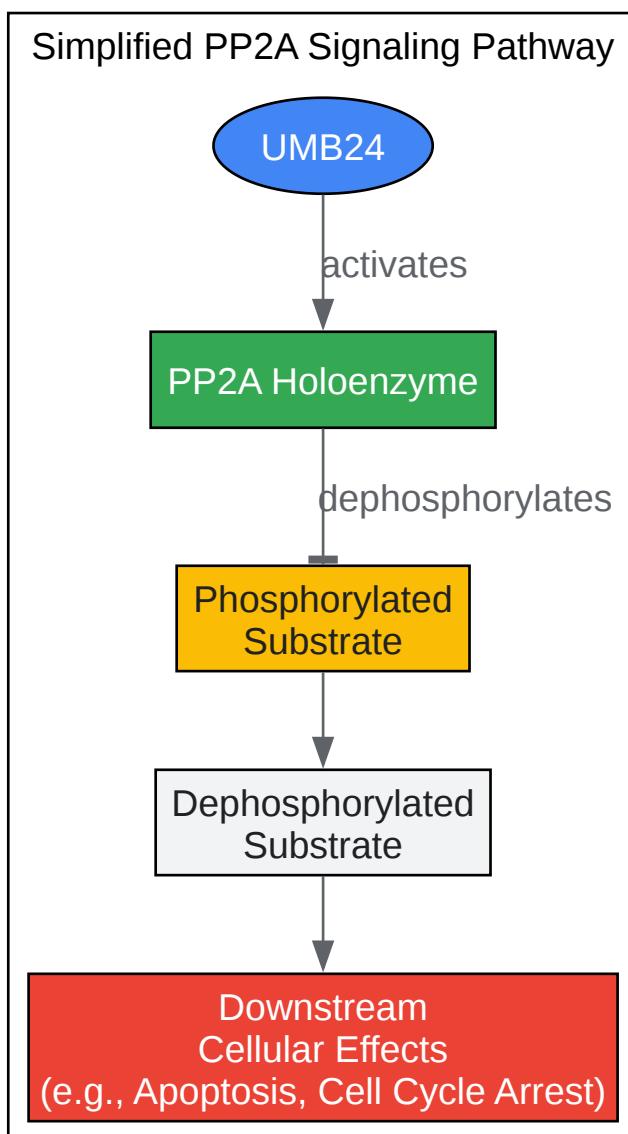 Simplified PP2A Signaling Pathway
UMB24
activates
PP2A Holoenzyme
dephosphorylates
Phosphorylated
Substrate
Dephosphorylated
Substrate
Downstream
Cellular Effects
(e.g., Apoptosis, Cell Cycle Arrest)